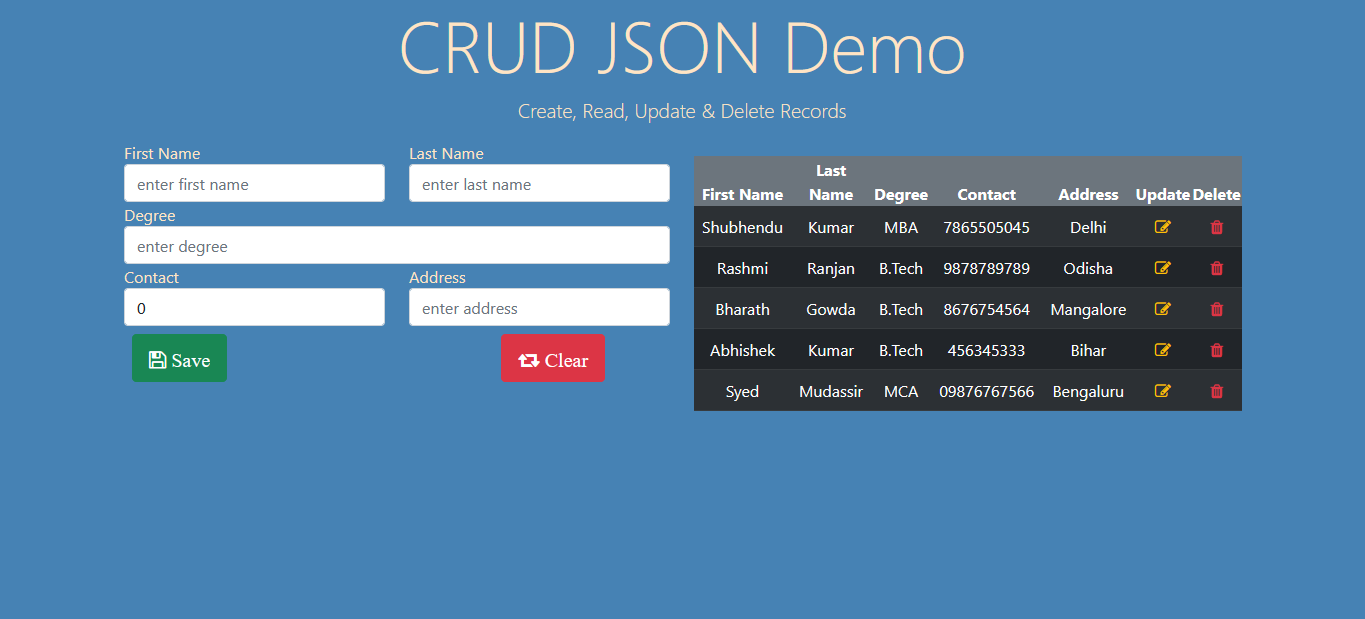 CRUD JSON Demo
Create, Read, Update & Delete Records
First Name Last Name
enter first name enter last name
Degree
enter degree
Contact Address
0 enter address
Save Clear
Last
First Name Name Degree Contact Address Update Delete
Shubhendu Kumar MBA 7865505045 Delhi
Rashmi Ranjan B.Tech 9878789789 Odisha
Bharath Gowda B.Tech 8676754564 Mangalore
Abhishek Kumar B.Tech 456345333 Bihar
Syed Mudassir MCA 09876767566 Bengaluru